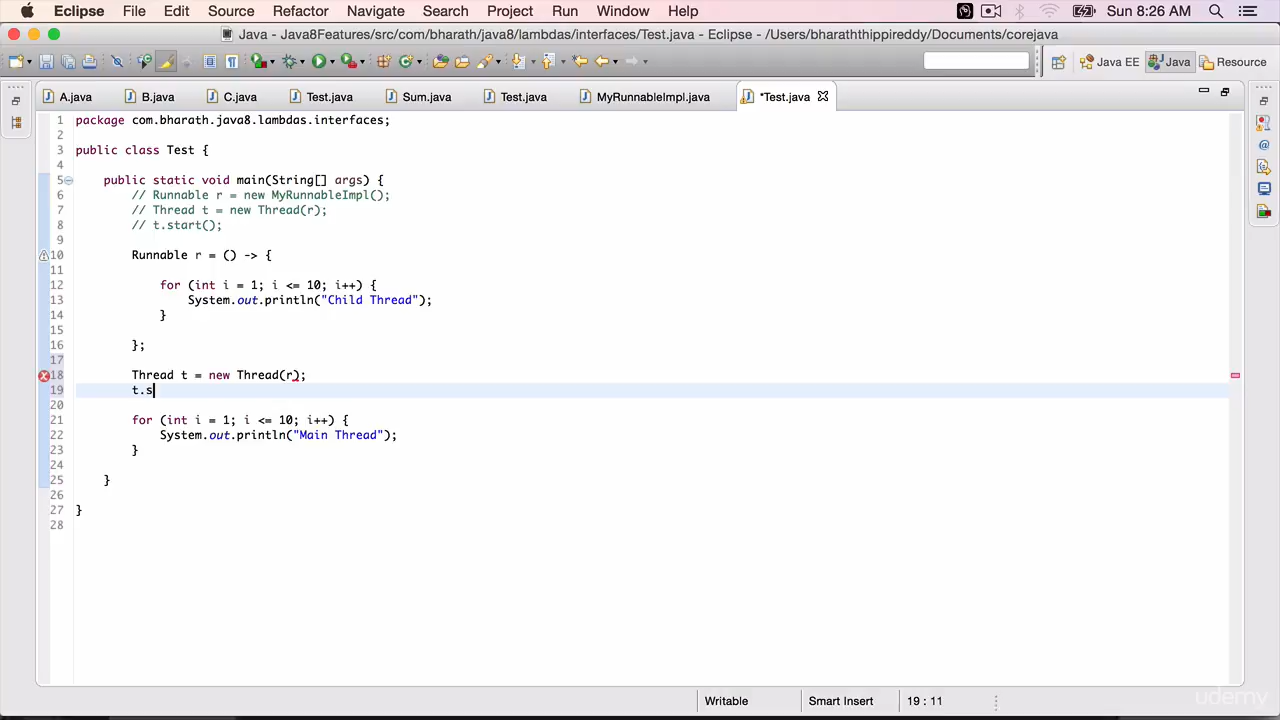 Eclipse File Edit Source Refactor Navigate Search Project Run Window Help Sun 8:26 AM
Java - Java8Features/src/com/bharath/java8/lambdas/interfaces/Test.java - Eclipse - /Users/bharaththippireddy/Documents/corejava
Java EE Java Resource
A.java B.java C.java Test.java Sum.java Test.java MyRunnableImpl.java *Test.java
1 package com.bharath.java8.lambdas.interfaces;
2
3 public class Test {
4
5 public static void main(String[] args) {
6 // Runnable r = new MyRunnableImpl();
7 // Thread t = new Thread(r);
8 // t.start();
9
10 Runnable r = () -> {
11
12 for (int i = 1; i <= 10; i++) {
13 System.out.println("Child Thread");
14 }
15
16 };
17
18 Thread t = new Thread(r);
19 t.s
20
21 for (int i = 1; i <= 10; i++) {
22 System.out.println("Main Thread");
23 }
24
25 }
26
27 }
28
Writable Smart Insert 19 : 11
udemy